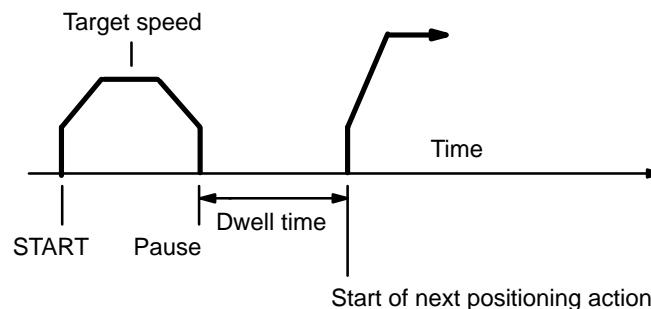 Target speed
Time
Dwell time
START
Pause
Start of next positioning action